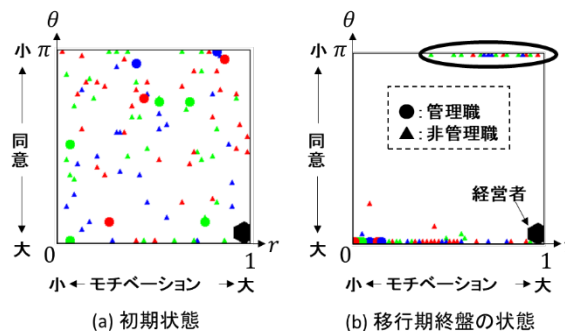 θ
小 π
↑
同意
↓
大
0
1
r
小 ← モチベーション → 大
(a) 初期状態
θ
小 π
↑
同意
↓
大
●：管理職
▲：非管理職
経営者
0
1
r
小 ← モチベーション → 大
(b) 移行期終盤の状態